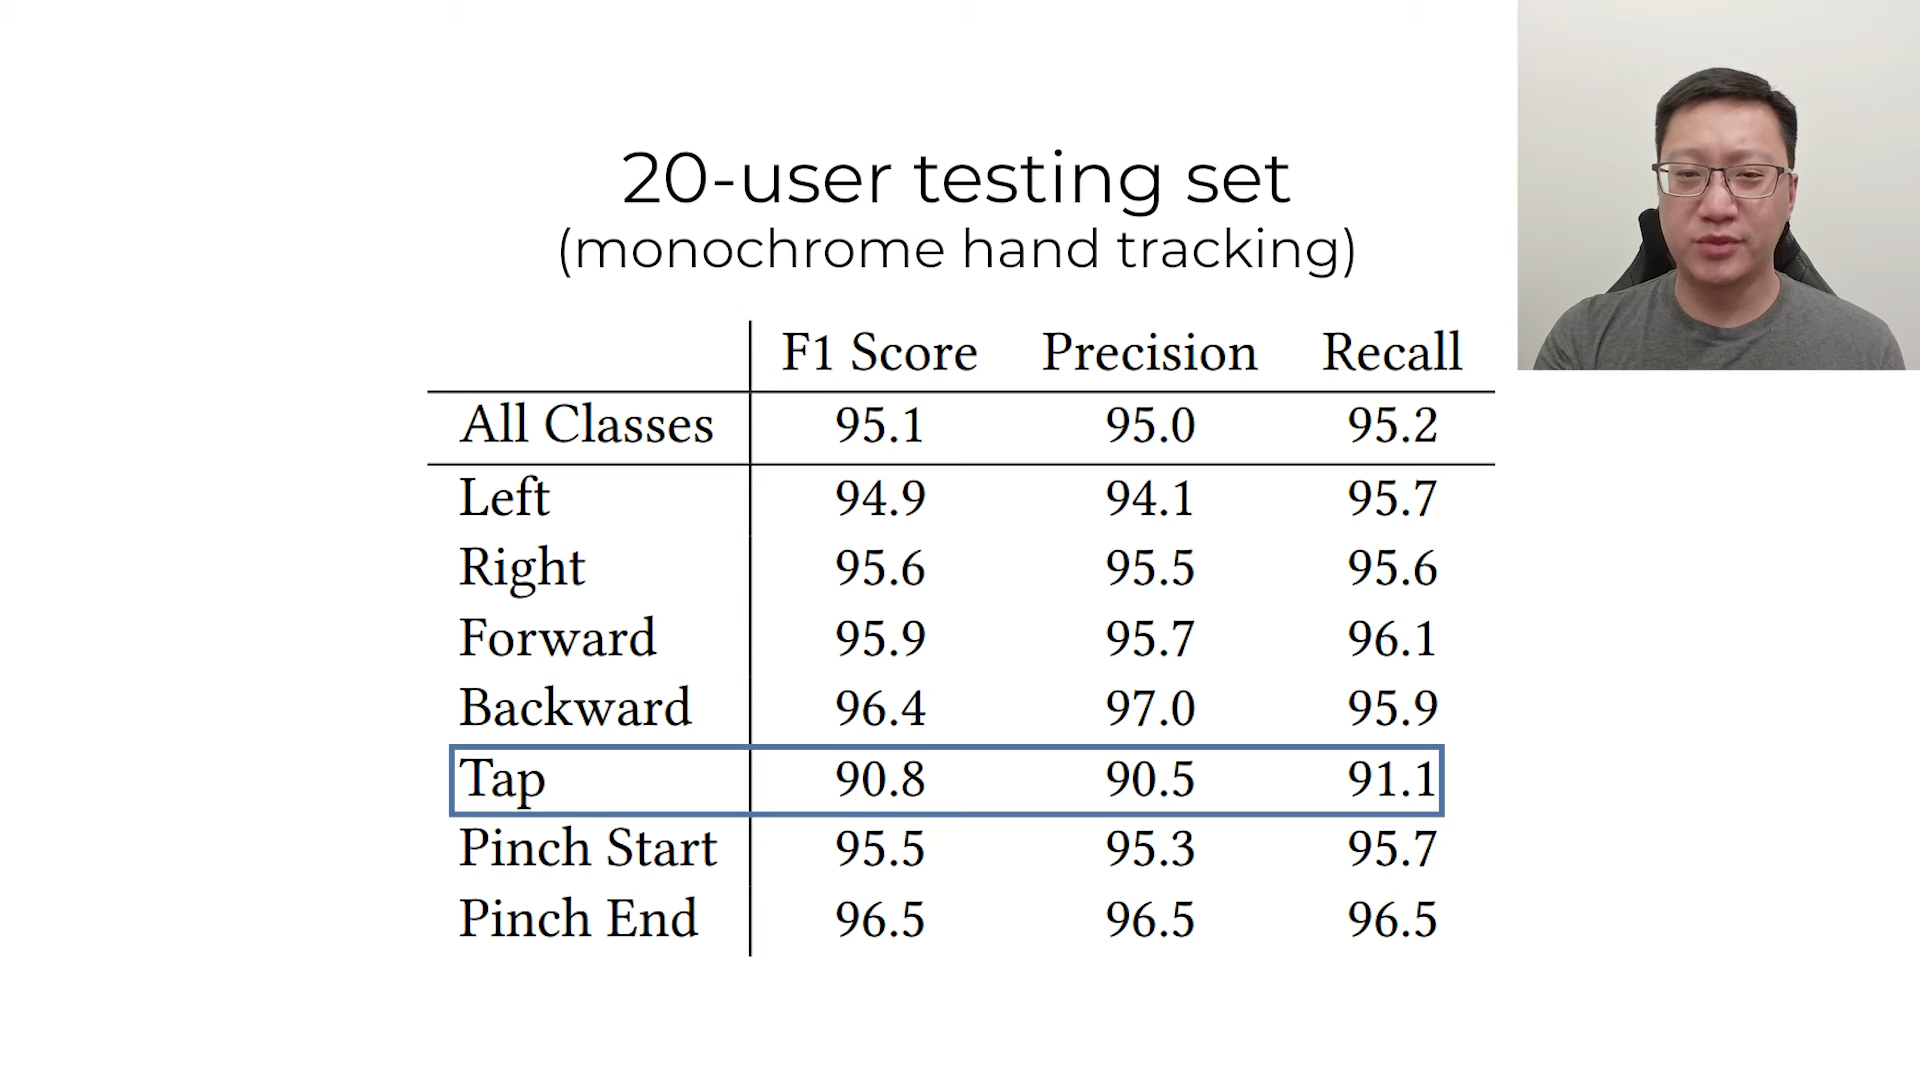 20-user testing set
(monochrome hand tracking)
F1 Score Precision Recall
All Classes 95.1 95.0 95.2
Left 94.9 94.1 95.7
Right 95.6 95.5 95.6
Forward 95.9 95.7 96.1
Backward 96.4 97.0 95.9
Tap 90.8 90.5 91.1
Pinch Start 95.5 95.3 95.7
Pinch End 96.5 96.5 96.5